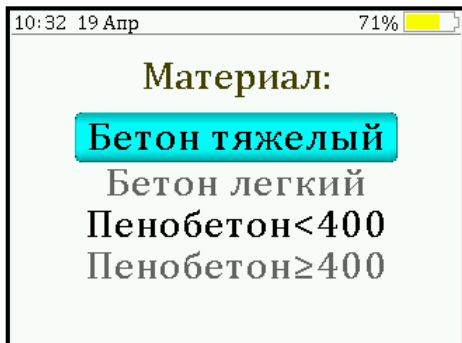 10:32 19 Апр 71%
Материал:
Бетон тяжелый
Бетон легкий
Пенобетон<400
Пенобетон≥400